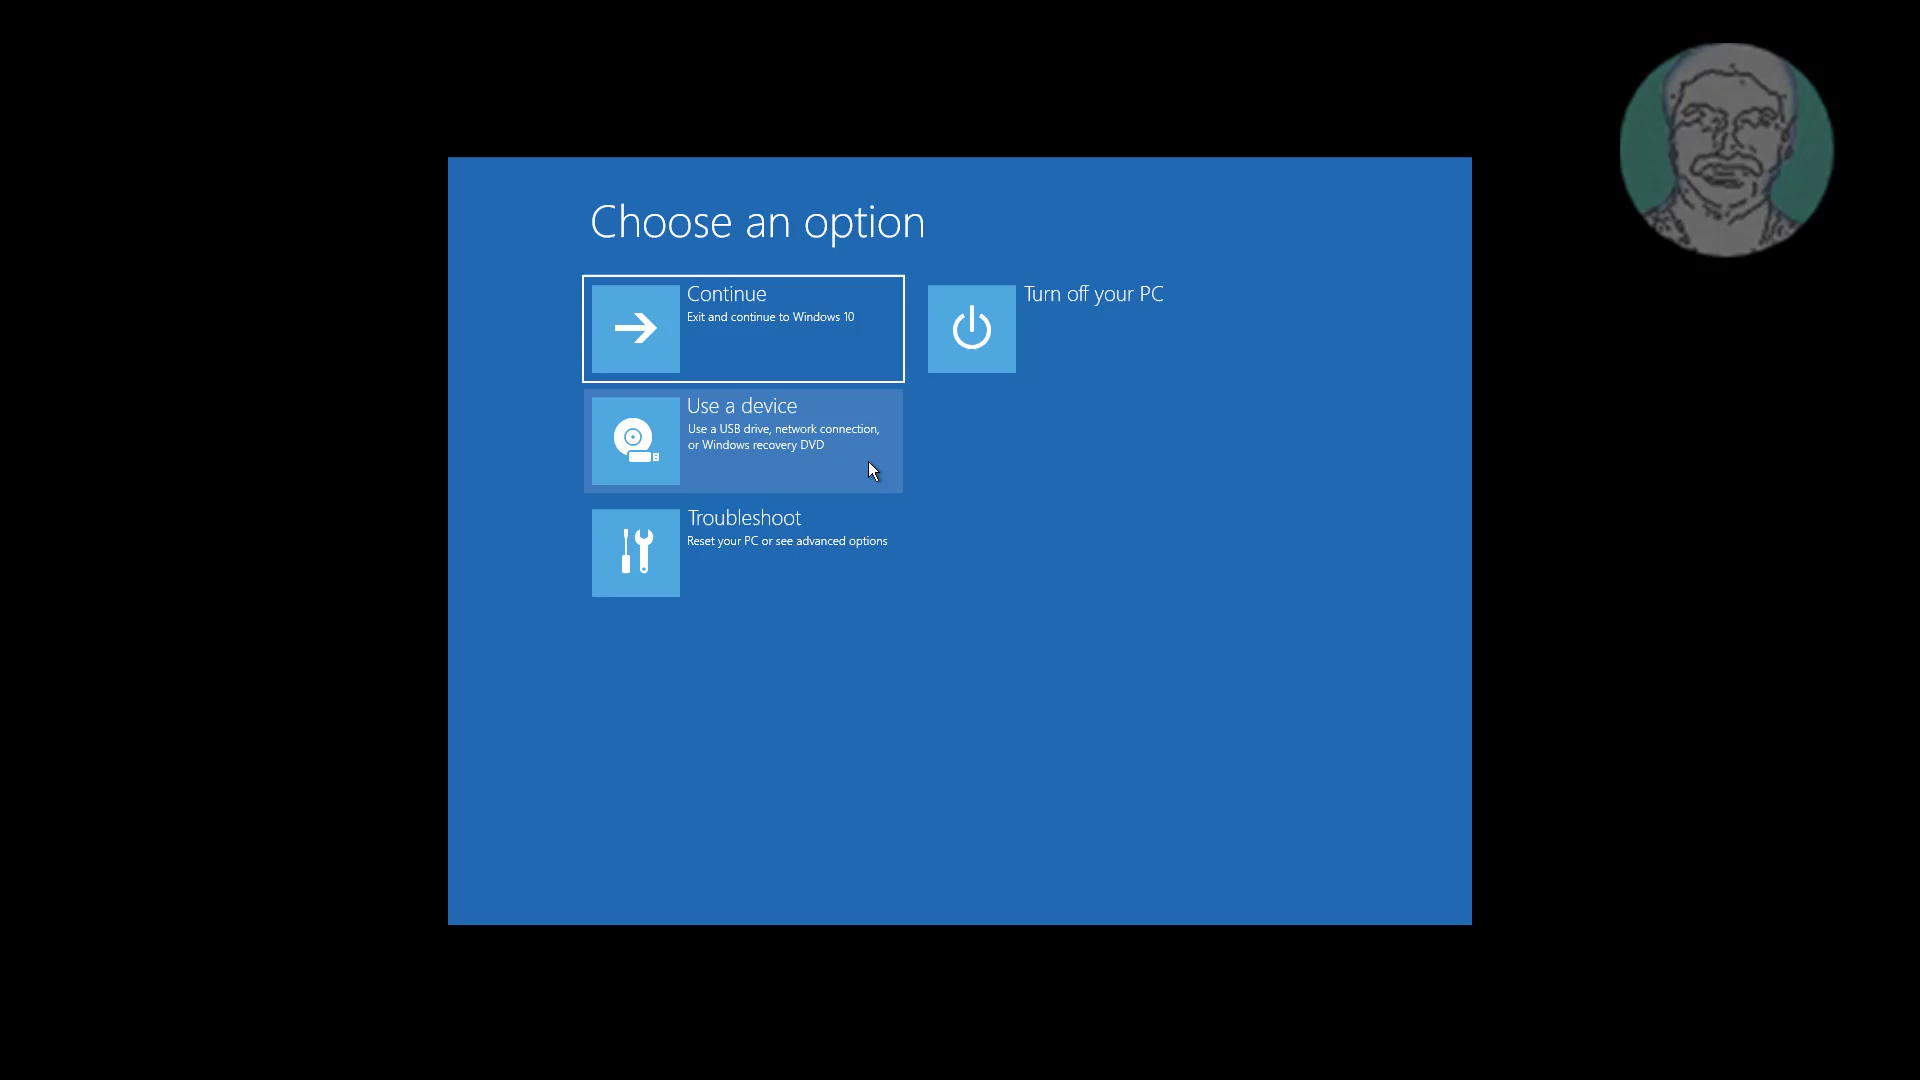 Choose an option
Continue
Exit and continue to Windows 10
Turn off your PC
Use a device
Use a USB drive, network connection,
or Windows recovery DVD
Troubleshoot
Reset your PC or see advanced options